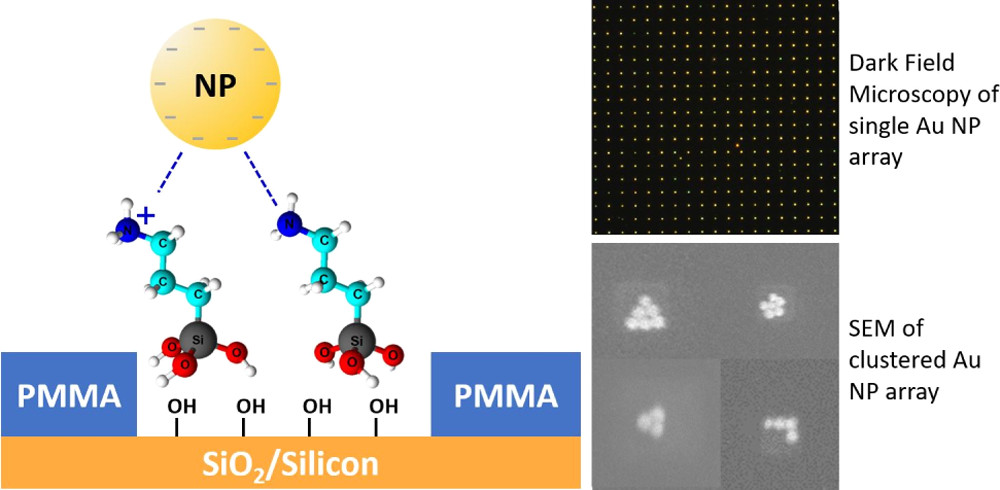 NP
+
N
C
C
C
Si
O
O
O
N
C
C
C
Si
O
O
O
PMMA
PMMA
OH OH OH OH
SiO₂/Silicon
Dark Field
Microscopy of
single Au NP
array
SEM of
clustered Au
NP array